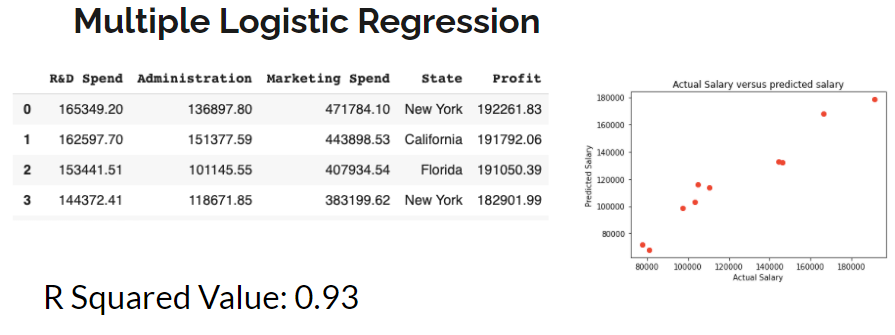 Multiple Logistic Regression
R&D Spend Administration Marketing Spend State Profit
0 165349.20 136897.80 471784.10 New York 192261.83
1 162597.70 151377.59 443898.53 California 191792.06
2 153441.51 101145.55 407934.54 Florida 191050.39
3 144372.41 118671.85 383199.62 New York 182901.99
Actual Salary versus predicted salary
Predicted Salary
180000
160000
140000
120000
100000
80000
80000 100000 120000 140000 160000 180000
Actual Salary
R Squared Value: 0.93